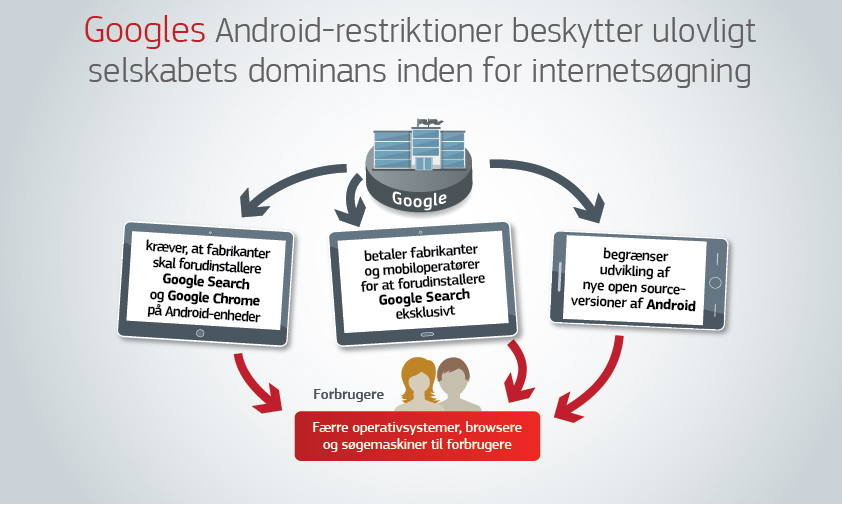 Googles Android-restriktioner beskytter ulovligt
selskabets dominans inden for internetsøgning
Google
kræver, at fabrikanter
skal forudinstallere
Google Search
og Google Chrome
på Android-enheder
betaler fabrikanter
og mobiloperatører
for at forudinstallere
Google Search
eksklusivt
begrænser
udvikling af
nye open source-
versioner af Android
Forbrugere
Færre operativsystemer, browsere
og søgemaskiner til forbrugere